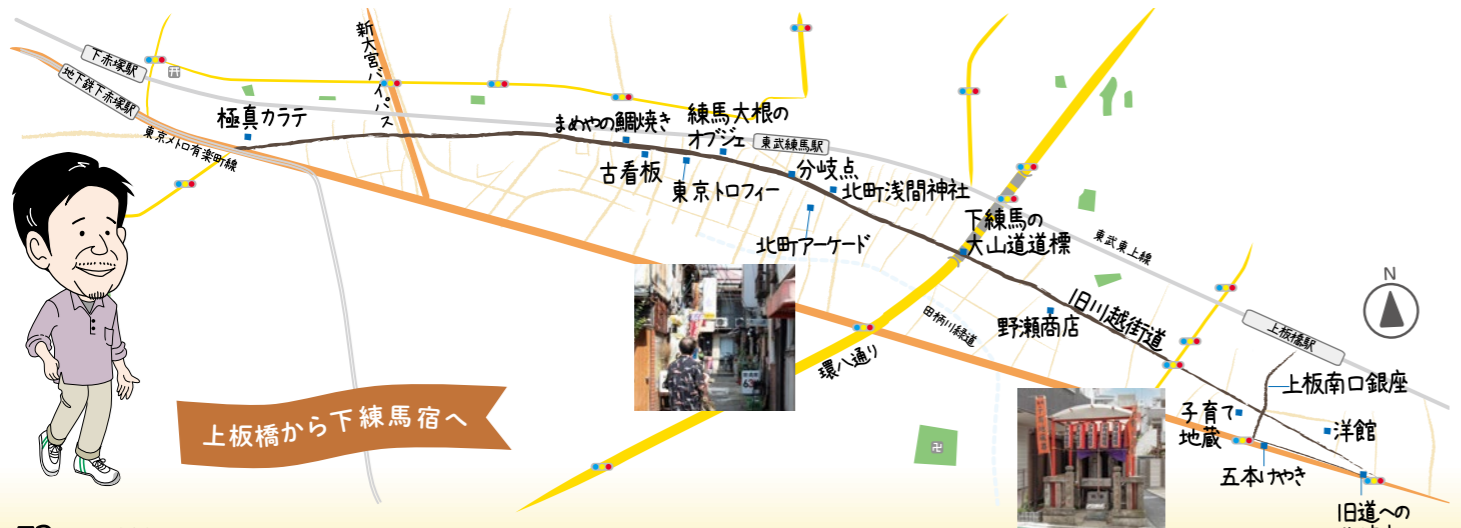 下赤塚駅
地下鉄下赤塚駅
極真カラテ
東京メトロ有楽町線
新大宮バイパス
まめやの鯛焼き
古看板
練馬大根の
オブジェ
東京トロフィー
東武練馬駅
分岐点
北町浅間神社
北町アーケード
下練馬の
大山道道標
東武東上線
環八通り
田柄川緑道
野瀬商店
旧川越街道
上板橋駅
N
上板南口銀座
子育て
地蔵
洋館
五本けやき
旧道への
上板橋から下練馬宿へ